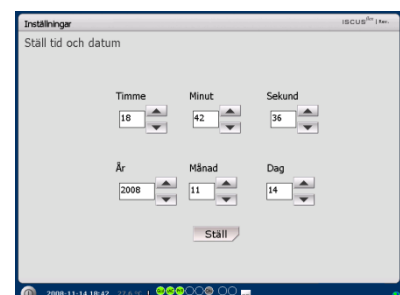 Inställningar
ISCUS
Ställ tid och datum
Timme Minut Sekund
18 42 36
År Månad Dag
2008 11 14
Ställ
2008-11-14 18:42